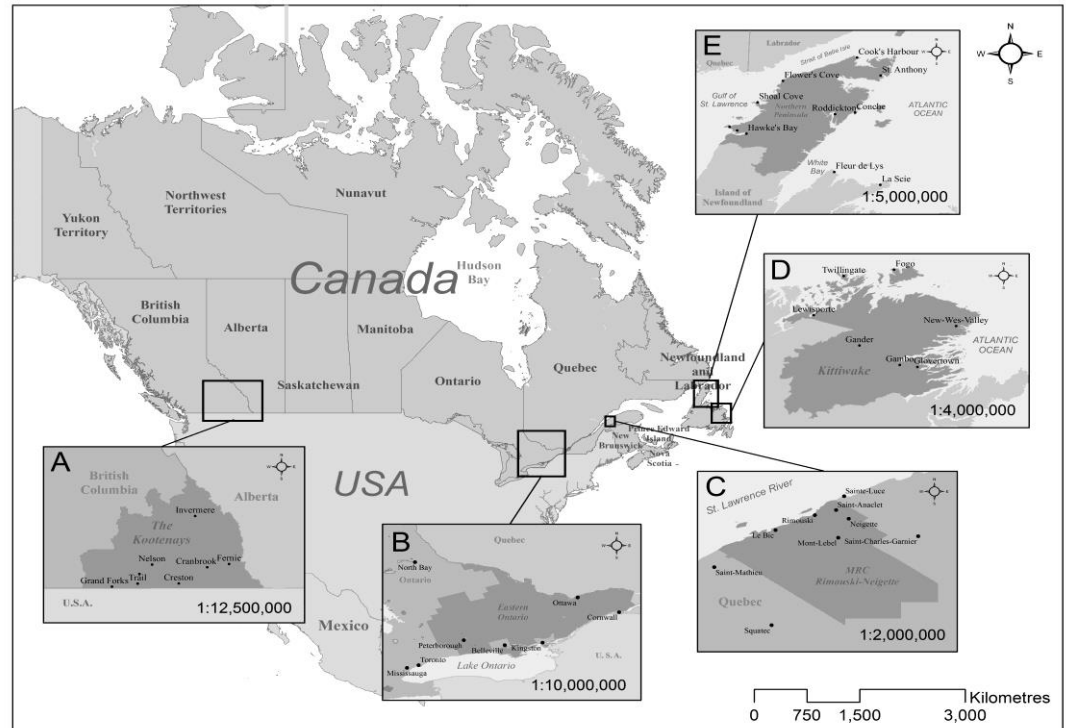 N
W E
S
Canada
USA
Mexico
Yukon
Territory
Northwest
Territories
Nunavut
Hudson
Bay
British
Columbia
Alberta
Saskatchewan
Manitoba
Ontario
Quebec
Newfoundland
and
Labrador
Prince Edward
Island
New
Brunswick
Nova
Scotia
E
Labrador
Quebec
Strait of Belle Isle
Cook's Harbour
Flower's Cove
St. Anthony
Gulf of
St. Lawrence
Shoal Cove
Northern
Peninsula
Roddickton
Conche
ATLANTIC
OCEAN
Hawke's Bay
White
Bay
Fleur de Lys
La Scie
Island of
Newfoundland
1:5,000,000
D
Twillingate
Fogo
Lewisporte
New-Wes-Valley
Gander
ATLANTIC
OCEAN
Gambo
Glovertown
Kittiwake
1:4,000,000
A
British
Columbia
Alberta
Invermere
The
Kootenays
Nelson
Cranbrook
Fernie
Grand Forks
Trail
Creston
U.S.A.
1:12,500,000
B
Quebec
North Bay
Ontario
Eastern
Ontario
Ottawa
Cornwall
Peterborough
Belleville
Kingston
U. S. A.
Toronto
Lake Ontario
Mississauga
1:10,000,000
C
St. Lawrence River
Sainte-Luce
Saint-Anaclet
Rimouski
Neigette
Le Bic
Mont-Lebel
Saint-Charles-Garnier
Saint-Mathieu
MRC
Rimouski-Neigette
Quebec
Squatec
1:2,000,000
Kilometres
0 750 1,500 3,000